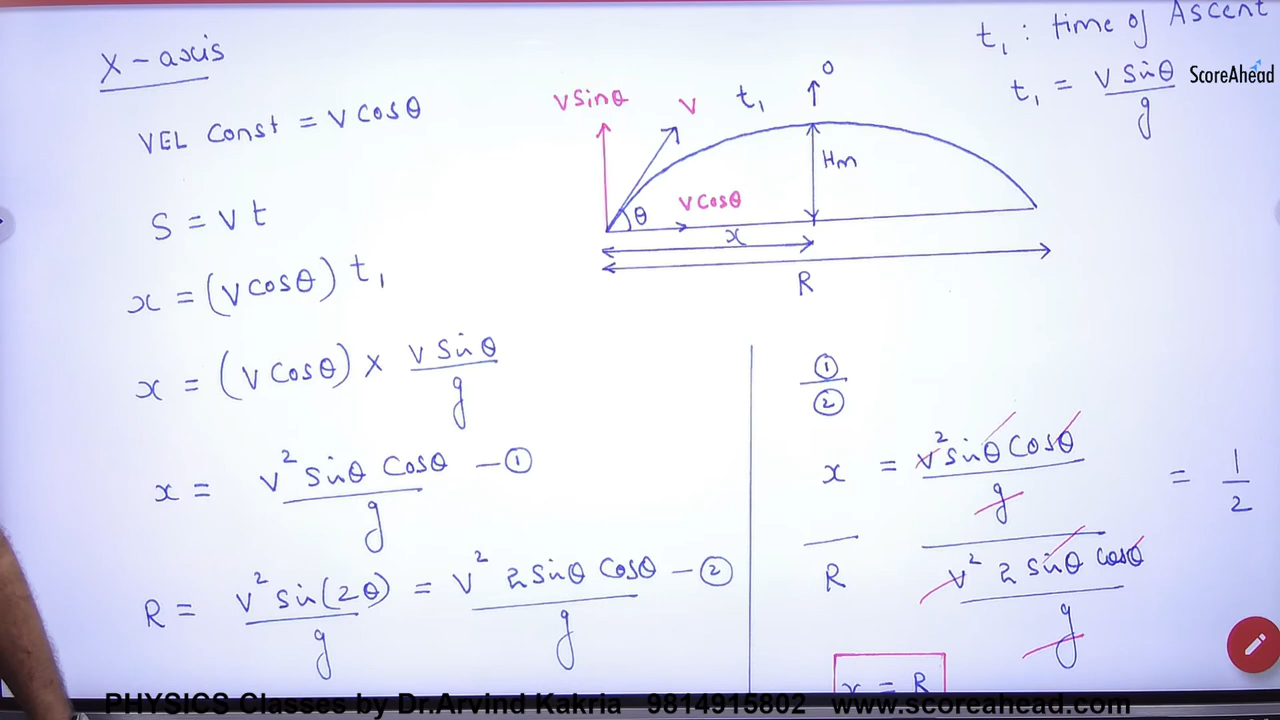 X-axis
VEL Const = V Cosθ
S = V t
x = (V Cosθ) t₁
x = (V Cosθ) × V Sinθ / g
x = V² Sinθ Cosθ / g — ①
R = V² Sin(2θ) / g = V² 2 Sinθ Cosθ / g — ②
V Sinθ
V
t₁
0
Hm
θ
V Cosθ
x
R
t₁ : time of Ascent
t₁ = V Sinθ / g
ScoreAhead
① / ②
x / R = (V² Sinθ Cosθ / g) / (V² 2 Sinθ Cosθ / g) = 1 / 2
x = R
PHYSICS Classes by Dr.Arvind Kakria 9814915802 www.scoreahead.com